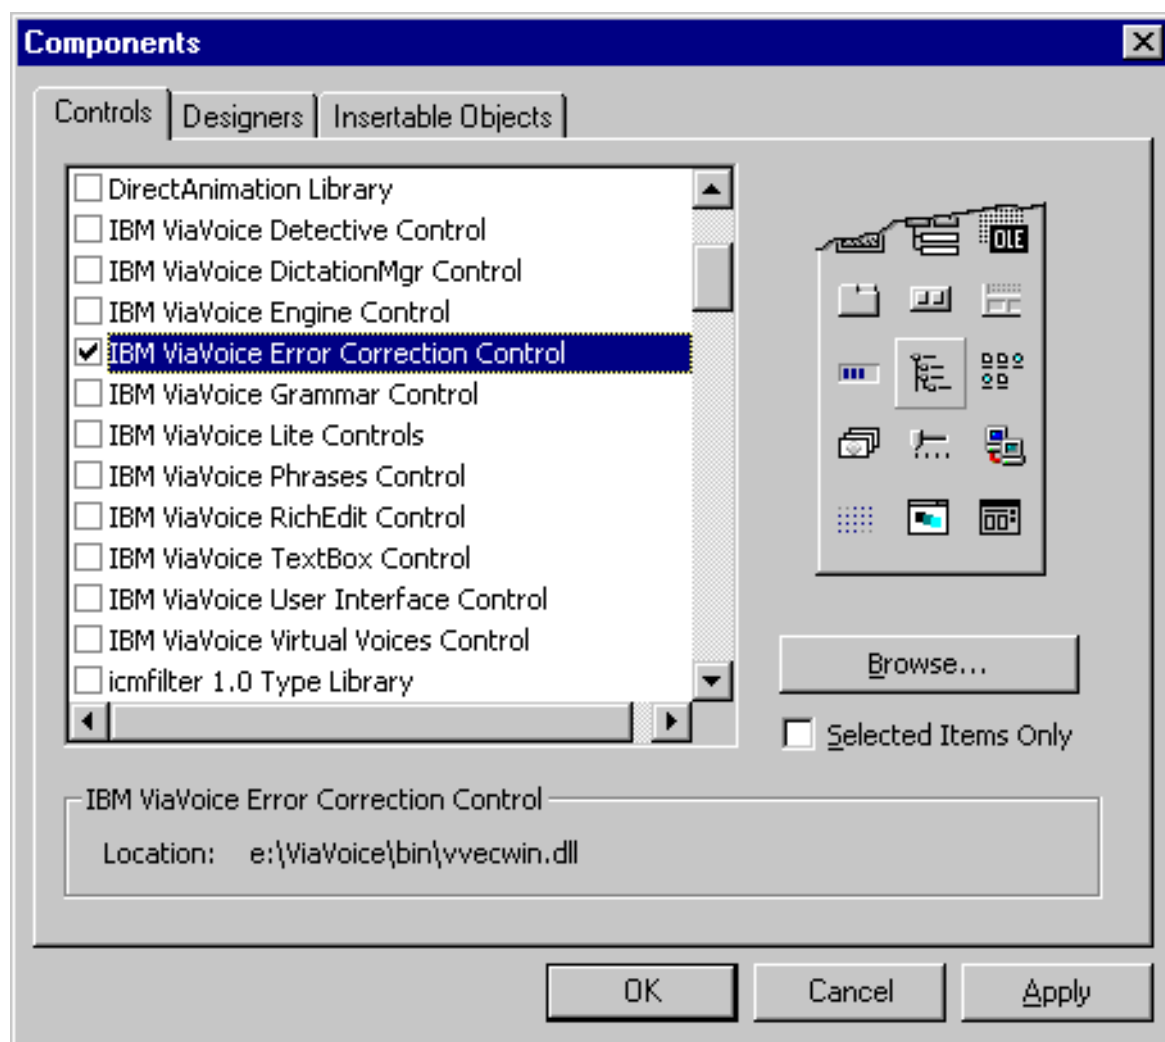 Components
Controls
Designers
Insertable Objects
DirectAnimation Library
IBM ViaVoice Detective Control
IBM ViaVoice DictationMgr Control
IBM ViaVoice Engine Control
IBM ViaVoice Error Correction Control
IBM ViaVoice Grammar Control
IBM ViaVoice Lite Controls
IBM ViaVoice Phrases Control
IBM ViaVoice RichEdit Control
IBM ViaVoice TextBox Control
IBM ViaVoice User Interface Control
IBM ViaVoice Virtual Voices Control
icmfilter 1.0 Type Library
OLE
Browse...
Selected Items Only
IBM ViaVoice Error Correction Control
Location: e:\ViaVoice\bin\vvecwin.dll
OK
Cancel
Apply